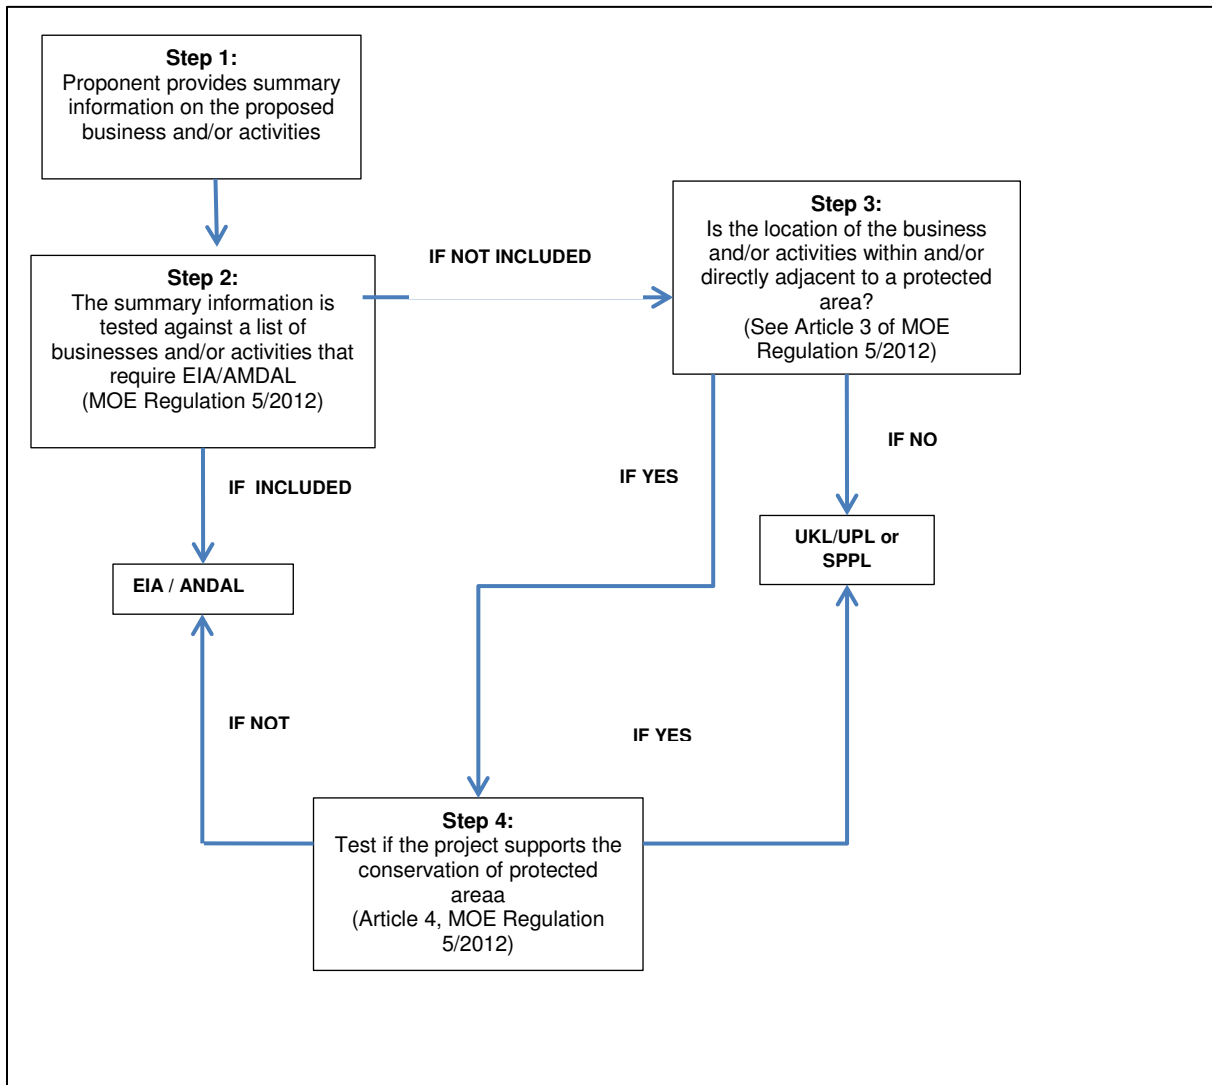 Step 1:
Proponent provides summary
information on the proposed
business and/or activities
Step 2:
The summary information is
tested against a list of
businesses and/or activities that
require EIA/AMDAL
(MOE Regulation 5/2012)
IF NOT INCLUDED
Step 3:
Is the location of the business
and/or activities within and/or
directly adjacent to a protected
area?
(See Article 3 of MOE
Regulation 5/2012)
IF INCLUDED
IF YES
IF NO
EIA / ANDAL
UKL/UPL or
SPPL
IF NOT
IF YES
Step 4:
Test if the project supports the
conservation of protected
areaa
(Article 4, MOE Regulation
5/2012)